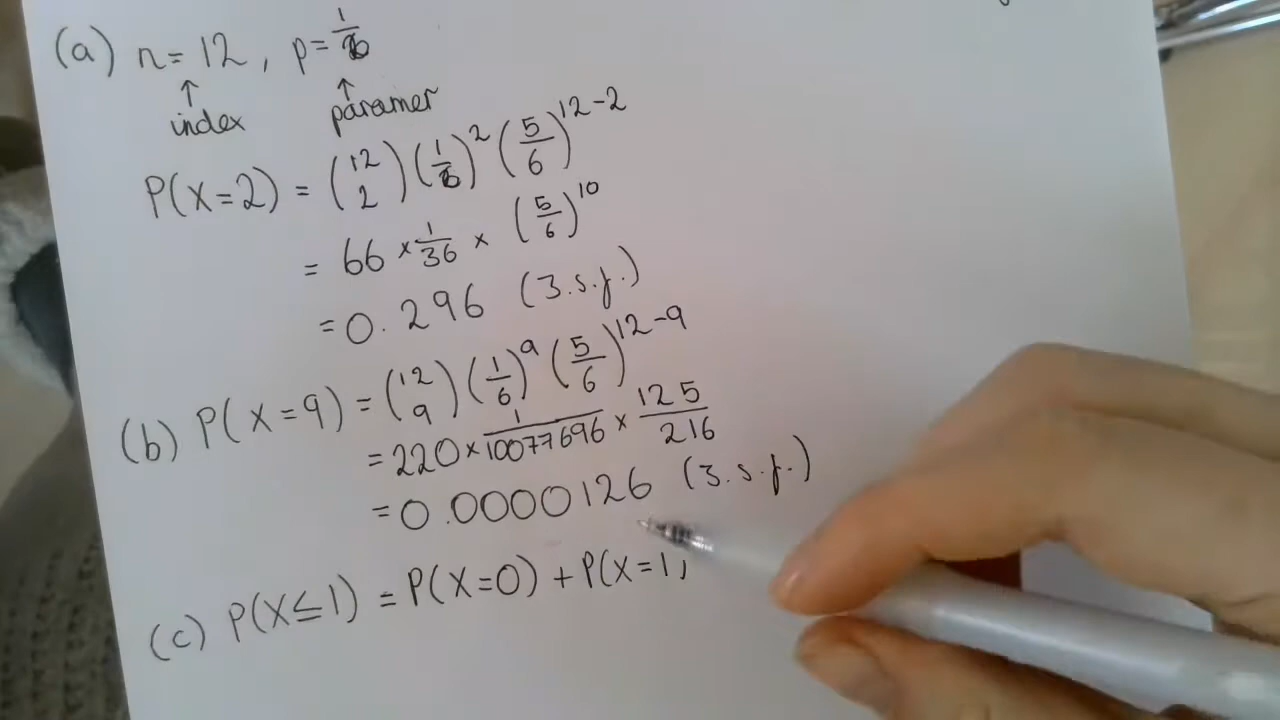 (a) n=12, p=1/6
↑ ↑
index paramer
P(X=2) = (12 2)(1/6)^2(5/6)^12-2
= 66 × 1/36 × (5/6)^10
= 0.296 (3.s.f.)
(b) P(X=9) = (12 9)(1/6)^9(5/6)^12-9
= 220 × 1/10077696 × 125/216
= 0.0000126 (3.s.f.)
(c) P(X≤1) = P(X=0) + P(X=1)